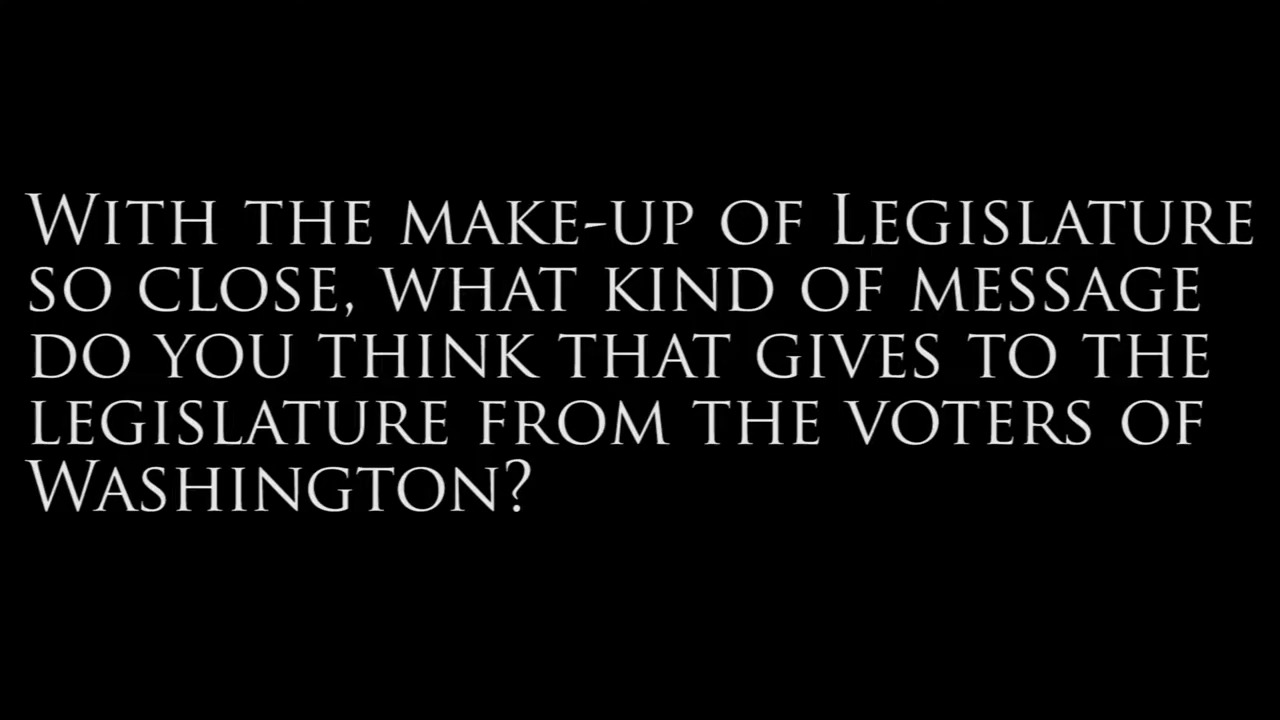 With the make-up of Legislature
so close, what kind of message
do you think that gives to the
legislature from the voters of
Washington?